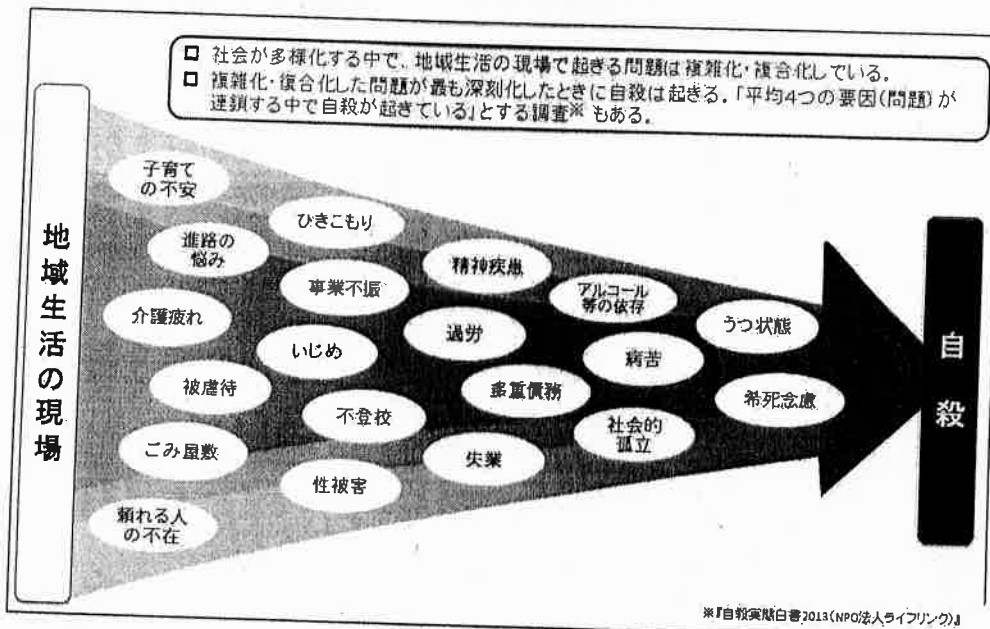 □ 社会が多様化する中で、地域生活の現場で起きる問題は複雑化・複合化している。
□ 複雑化・復合化した問題が最も深刻化したときに自殺は起きる。「平均4つの要因(問題)が
連鎖する中で自殺が起きている」とする調査※ もある。
地域生活の現場
子育て
の不安
進路の
悩み
介護疲れ
被虐待
ごみ屋敷
頼れる人
の不在
ひきこもり
事業不振
いじめ
不登校
性被害
精神疾患
過労
多重債務
失業
アルコール
等の依存
病苦
社会的
孤立
うつ状態
希死念慮
自殺
※『自殺実態白書2013(NPO法人ライフリンク)』